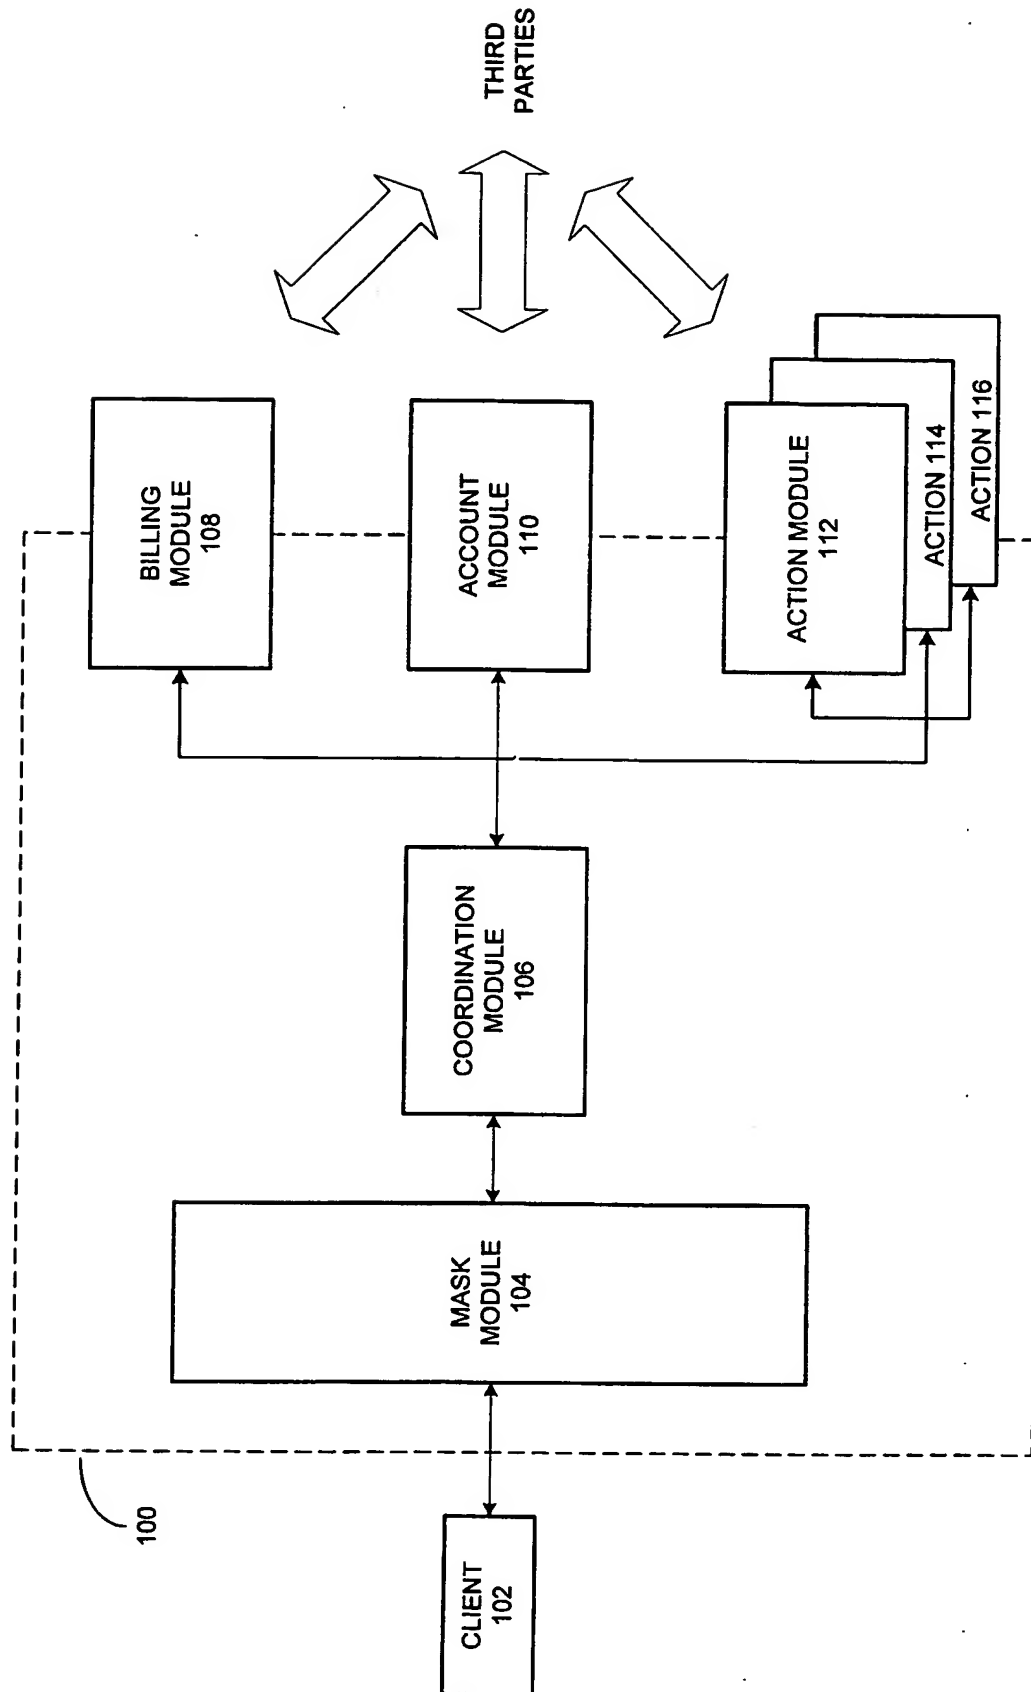 100
CLIENT
102
MASK
MODULE
104
COORDINATION
MODULE
106
BILLING
MODULE
108
ACCOUNT
MODULE
110
ACTION MODULE
112
ACTION 114
ACTION 116
THIRD
PARTIES